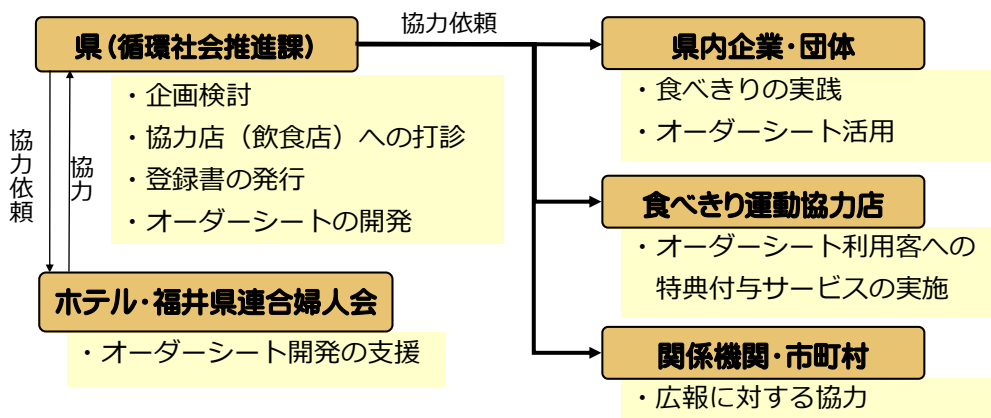 県（循環社会推進課）
・企画検討
・協力店（飲食店）への打診
・登録書の発行
・オーダーシートの開発
協力依頼
協力
ホテル・福井県連合婦人会
・オーダーシート開発の支援
協力依頼
県内企業・団体
・食べきりの実践
・オーダーシート活用
食べきり運動協力店
・オーダーシート利用客への
特典付与サービスの実施
関係機関・市町村
・広報に対する協力